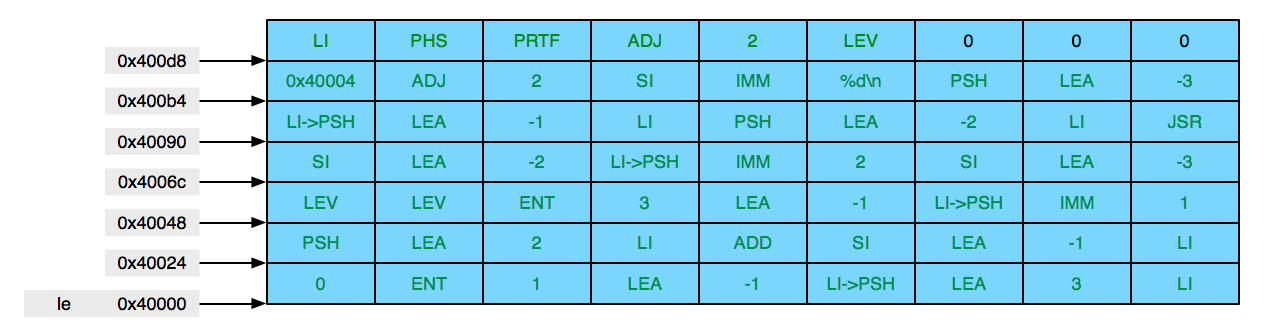 LI PHS PRTF ADJ 2 LEV 0 0 0
0x400d8
0x40004 ADJ 2 SI IMM %d\n PSH LEA -3
0x400b4
LI->PSH LEA -1 LI PSH LEA -2 LI JSR
0x40090
SI LEA -2 LI->PSH IMM 2 SI LEA -3
0x4006c
LEV LEV ENT 3 LEA -1 LI->PSH IMM 1
0x40048
PSH LEA 2 LI ADD SI LEA -1 LI
0x40024
0 ENT 1 LEA -1 LI->PSH LEA 3 LI
le 0x40000